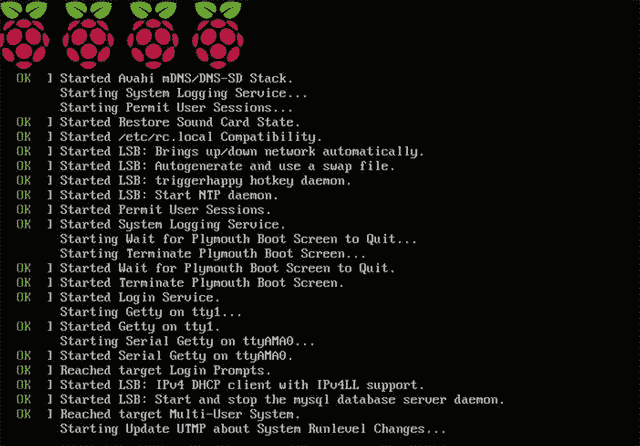 OK ] Started Avahi mDNS/DNS-SD Stack.
Starting System Logging Service...
Starting Permit User Sessions...
OK ] Started Restore Sound Card State.
OK ] Started /etc/rc.local Compatibility.
OK ] Started LSB: Brings up/down network automatically.
OK ] Started LSB: Autogenerate and use a swap file.
OK ] Started LSB: triggerhappy hotkey daemon.
OK ] Started LSB: Start NTP daemon.
OK ] Started Permit User Sessions.
OK ] Started System Logging Service.
Starting Wait for Plymouth Boot Screen to Quit...
Starting Terminate Plymouth Boot Screen...
OK ] Started Wait for Plymouth Boot Screen to Quit.
OK ] Started Terminate Plymouth Boot Screen.
OK ] Started Login Service.
Starting Getty on tty1...
OK ] Started Getty on tty1.
Starting Serial Getty on ttyAMA0...
OK ] Started Serial Getty on ttyAMA0.
OK ] Reached target Login Prompts.
OK ] Started LSB: IPv4 DHCP client with IPv4LL support.
OK ] Started LSB: Start and stop the mysql database server daemon.
OK ] Reached target Multi-User System.
Starting Update UTMP about System Runlevel Changes...